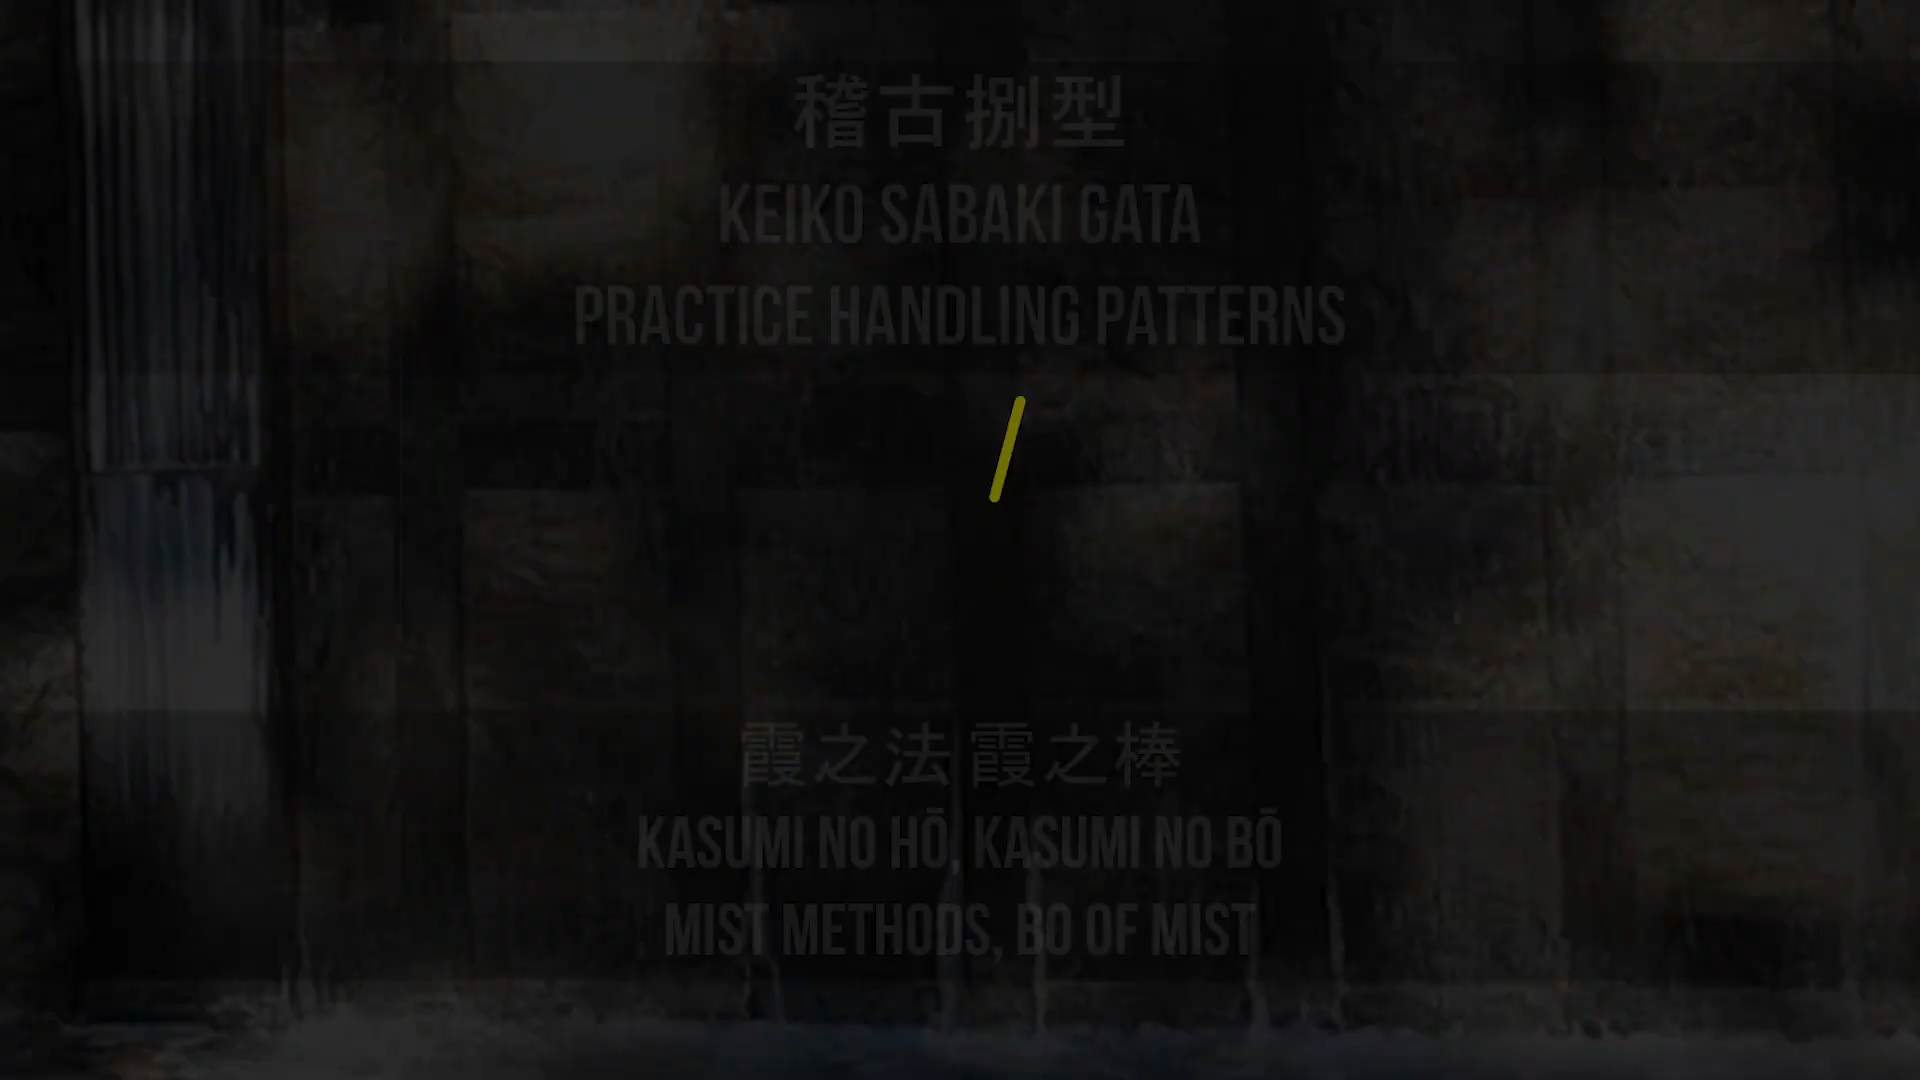 稽古捌型
KEIKO SABAKI GATA
PRACTICE HANDLING PATTERNS
霞之法 霞之棒
KASUMI NO HŌ, KASUMI NO BŌ
MIST METHODS, BO OF MIST